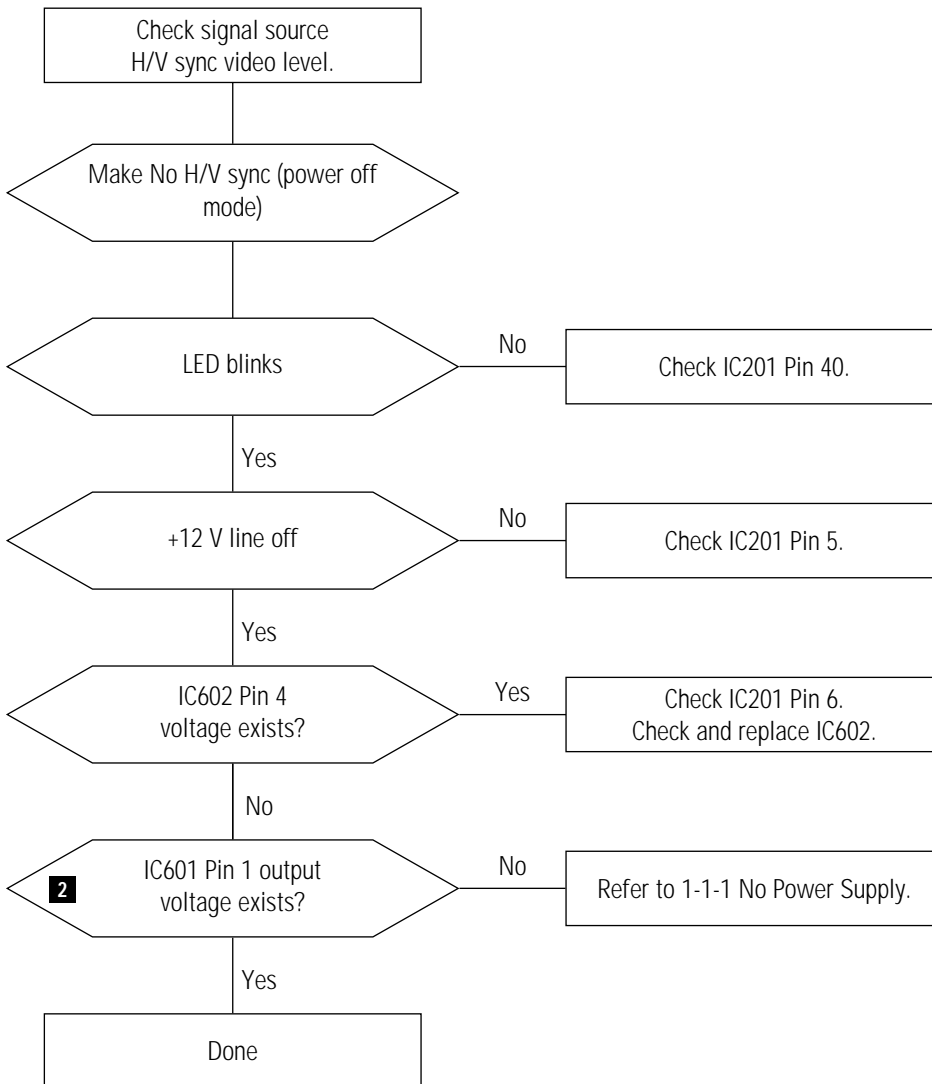 Check signal source
H/V sync video level.
Make No H/V sync (power off
mode)
LED blinks
No
Check IC201 Pin 40.
Yes
+12 V line off
No
Check IC201 Pin 5.
Yes
IC602 Pin 4
voltage exists?
Yes
Check IC201 Pin 6.
Check and replace IC602.
No
2
IC601 Pin 1 output
voltage exists?
No
Refer to 1-1-1 No Power Supply.
Yes
Done